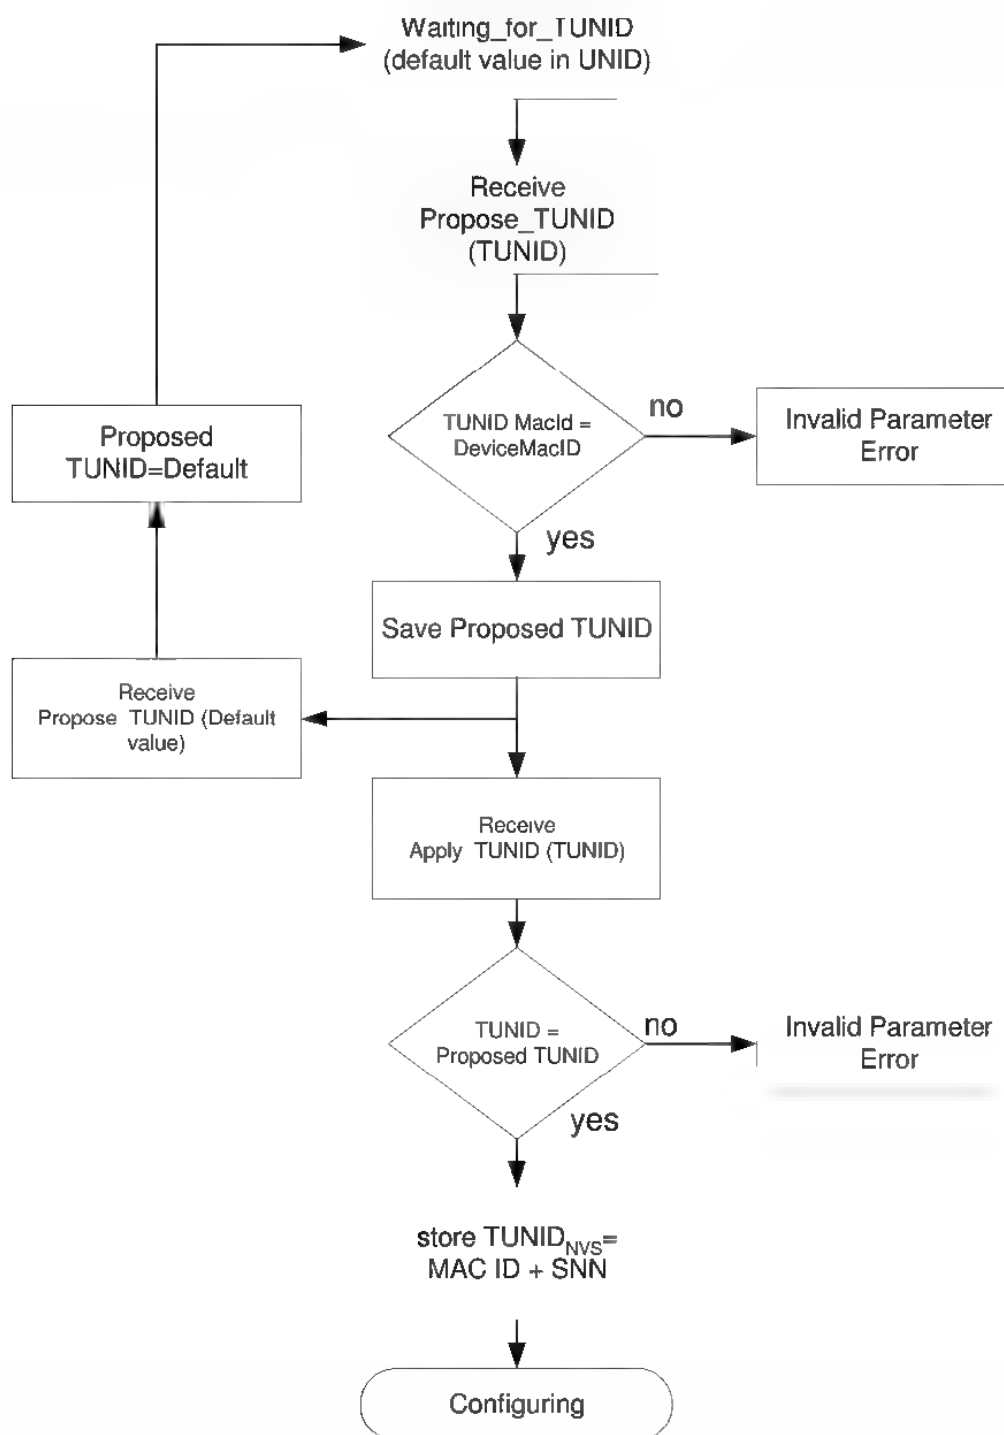 Waiting_for_TUNID
(default value in UNID)
Receive
Propose_TUNID
(TUNID)
TUNID MacId =
DeviceMacID
no
Invalid Parameter
Error
Proposed
TUNID=Default
yes
Save Proposed TUNID
Receive
Propose TUNID (Default
value)
Receive
Apply TUNID (TUNID)
TUNID =
Proposed TUNID
no
Invalid Parameter
Error
yes
store TUNID NVS=
MAC ID + SNN
Configuring